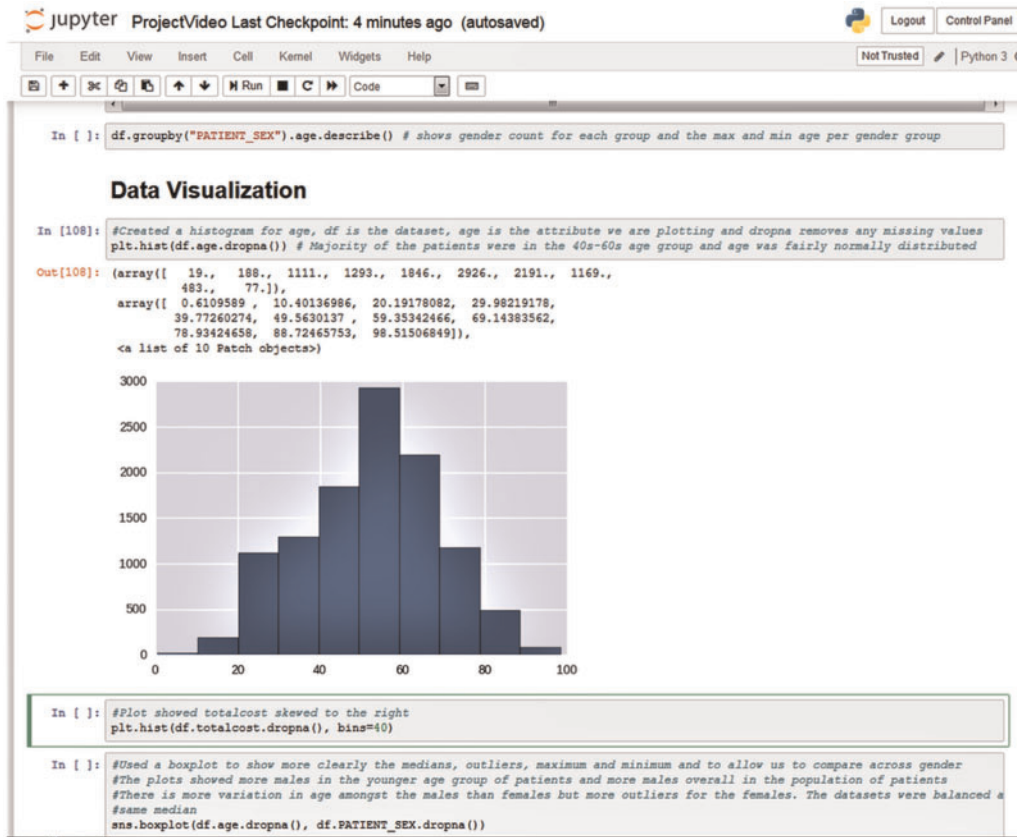 jupyter ProjectVideo Last Checkpoint: 4 minutes ago (autosaved)
Logout
Control Panel
File Edit View Insert Cell Kernel Widgets Help
Not Trusted
Python 3
Run
Code
In [ ]: df.groupby("PATIENT_SEX").age.describe() # shows gender count for each group and the max and min age per gender group
Data Visualization
In [108]: #Created a histogram for age, df is the dataset, age is the attribute we are plotting and dropna removes any missing values
plt.hist(df.age.dropna()) # Majority of the patients were in the 40s-60s age group and age was fairly normally distributed
Out[108]: (array([ 19., 188., 1111., 1293., 1846., 2926., 2191., 1169.,
483., 77.]),
array([ 0.6109589 , 10.40136986, 20.19178082, 29.98219178,
39.77260274, 49.5630137 , 59.35342466, 69.14383562,
78.93424658, 88.72465753, 98.51506849]),
<a list of 10 Patch objects>)
3000
2500
2000
1500
1000
500
0
0 20 40 60 80 100
In [ ]: #Plot showed totalcost skewed to the right
plt.hist(df.totalcost.dropna(), bins=40)
In [ ]: #Used a boxplot to show more clearly the medians, outliers, maximum and minimum and to allow us to compare across gender
#The plots showed more males in the younger age group of patients and more males overall in the population of patients
#There is more variation in age amongst the males than females but more outliers for the females. The datasets were balanced a
#same median
sns.boxplot(df.age.dropna(), df.PATIENT_SEX.dropna())